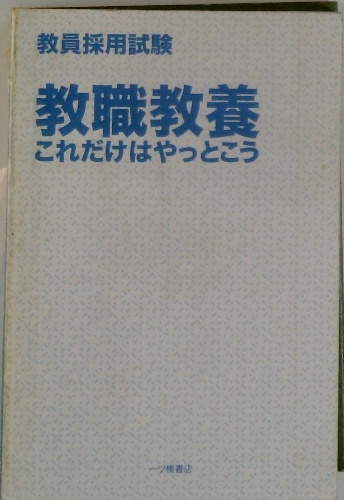 教員採用試験
教職教養
これだけはやっとこう
一ツ橋書店